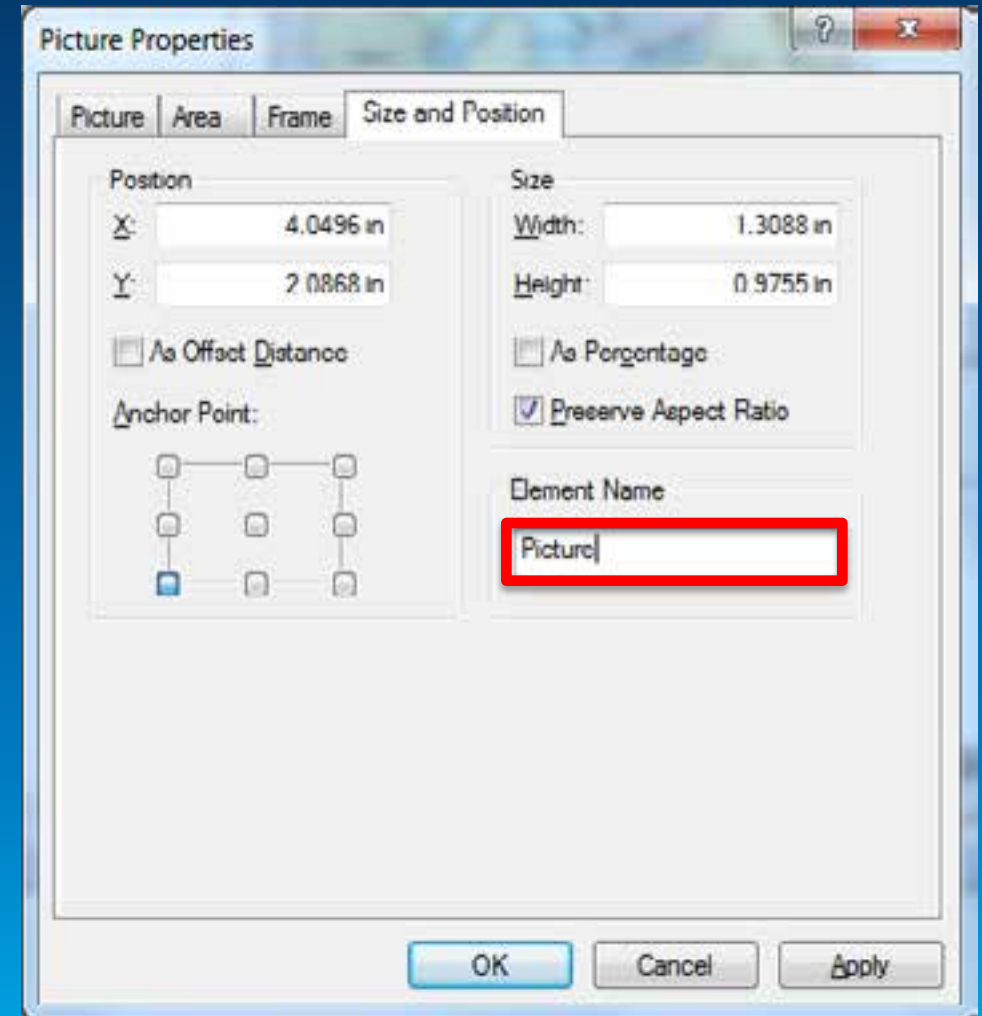 Picture Properties
?
Picture Area Frame Size and Position
Position
X: 4.0496 in
Y: 2.0868 in
As Offset Distance
Anchor Point:
Size
Width: 1.3088 in
Height: 0.9755 in
As Percentage
Preserve Aspect Ratio
Element Name
Picture
OK Cancel Apply